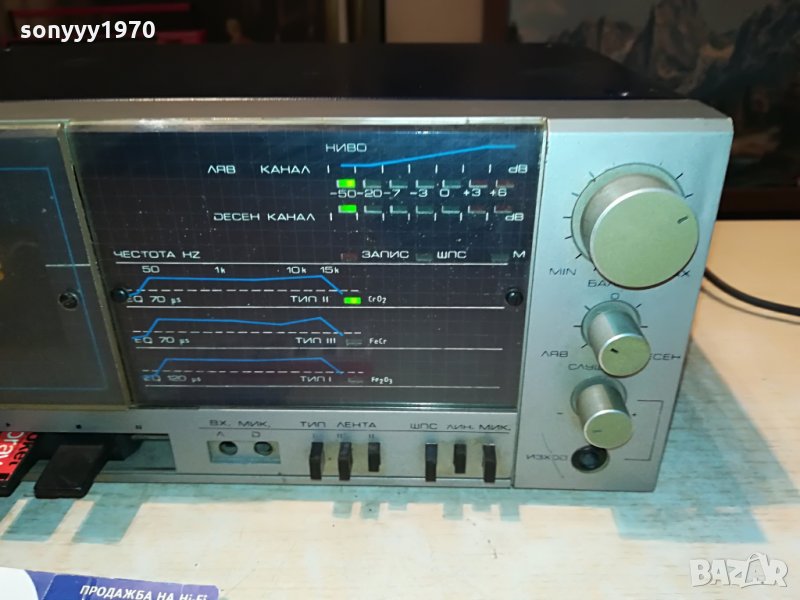 sonyyy1970
НИВО
ЛЯВ КАНАЛ dB
-50 -20 -7 -3 0 +3 +6
ДЕСЕН КАНАЛ dB
ЧЕСТОТА HZ ЗАПИС ШПС М
50 1k 10k 15k
EQ 70 µs ТИП II CrO₂
EQ 70 µs ТИП III FeCr
EQ 120 µs ТИП I Fe₂O₃
MIN
0
ЛЯВ ДЕСЕН
- +
ВХ. МИК. ТИП ЛЕНТА ШПС ЛИН. МИК.
Л D
ИЗХОД
ПРОДАЖБА НА Hi-Fi
BAZAR